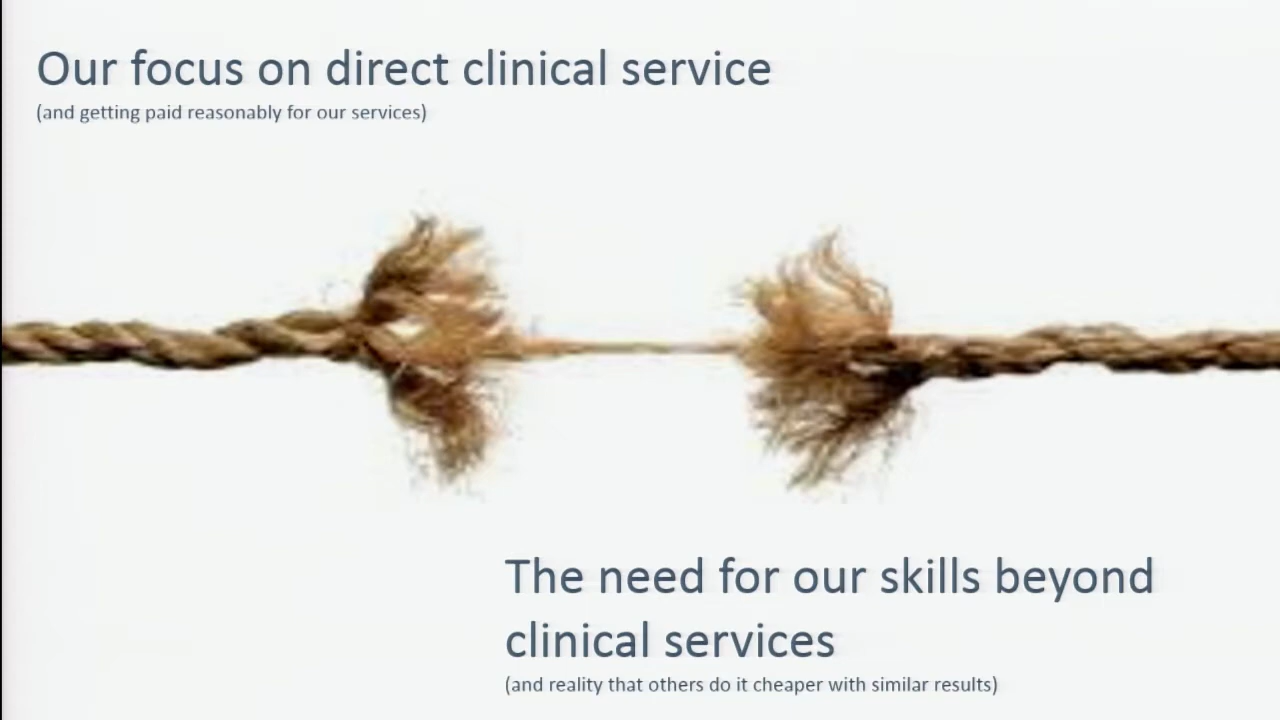 Our focus on direct clinical service
(and getting paid reasonably for our services)
The need for our skills beyond
clinical services
(and reality that others do it cheaper with similar results)